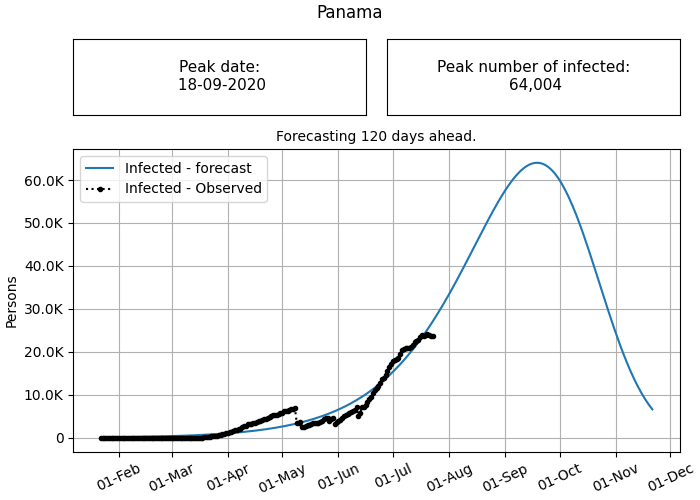 Panama
Peak date:
18-09-2020
Peak number of infected:
64,004
Forecasting 120 days ahead.
Infected - forecast
Infected - Observed
Persons
60.0K
50.0K
40.0K
30.0K
20.0K
10.0K
0
01-Feb
01-Mar
01-Apr
01-May
01-Jun
01-Jul
01-Aug
01-Sep
01-Oct
01-Nov
01-Dec